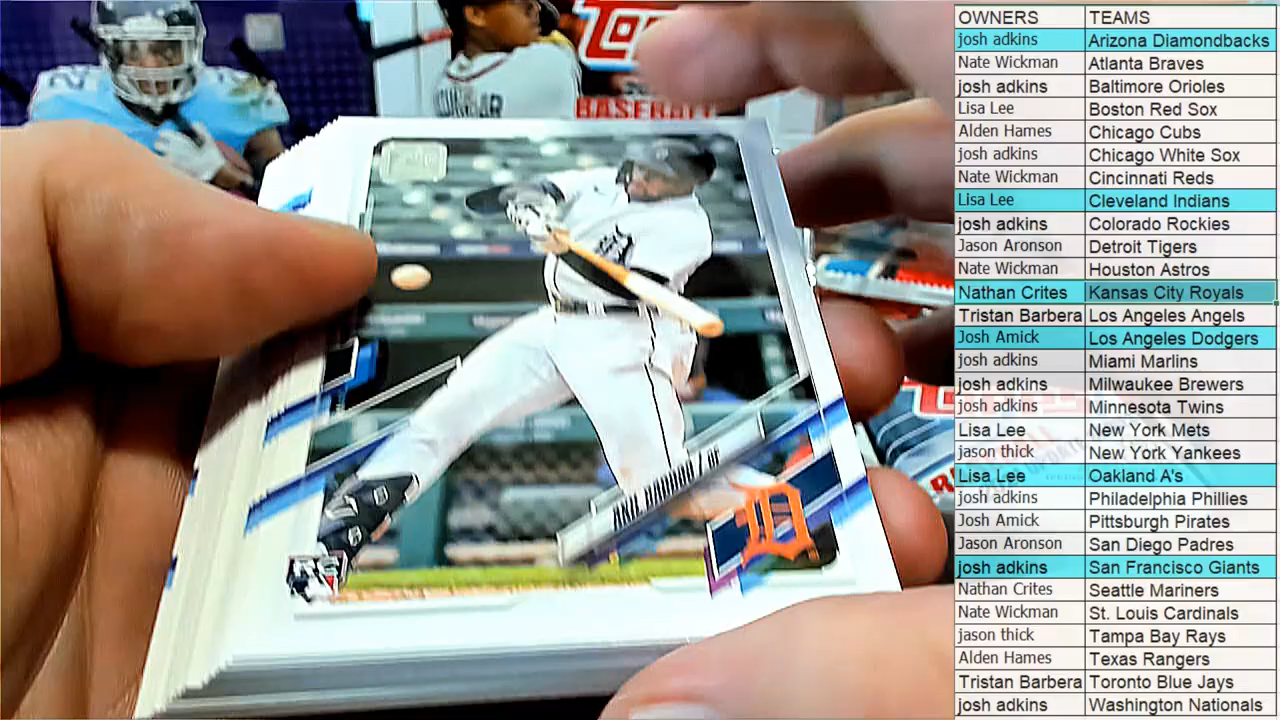 OWNERS TEAMS
josh adkins Arizona Diamondbacks
Nate Wickman Atlanta Braves
josh adkins Baltimore Orioles
Lisa Lee Boston Red Sox
Alden Hames Chicago Cubs
josh adkins Chicago White Sox
Nate Wickman Cincinnati Reds
Lisa Lee Cleveland Indians
josh adkins Colorado Rockies
Jason Aronson Detroit Tigers
Nate Wickman Houston Astros
Nathan Crites Kansas City Royals
Tristan Barbera Los Angeles Angels
Josh Amick Los Angeles Dodgers
josh adkins Miami Marlins
josh adkins Milwaukee Brewers
josh adkins Minnesota Twins
Lisa Lee New York Mets
jason thick New York Yankees
Lisa Lee Oakland A's
josh adkins Philadelphia Phillies
Josh Amick Pittsburgh Pirates
Jason Aronson San Diego Padres
josh adkins San Francisco Giants
Nathan Crites Seattle Mariners
Nate Wickman St. Louis Cardinals
jason thick Tampa Bay Rays
Alden Hames Texas Rangers
Tristan Barbera Toronto Blue Jays
josh adkins Washington Nationals
BASEBALL
RC
D